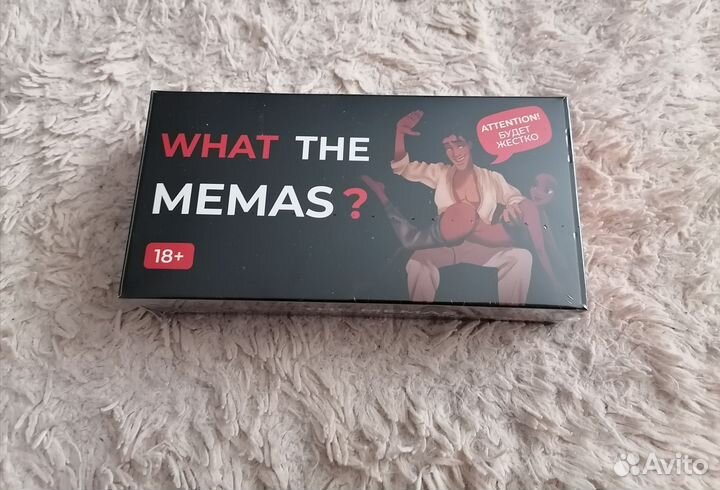 WHAT THE
MEMAS?
18+
ATTENTION!
БУДЕТ
ЖЕСТКО
Avito